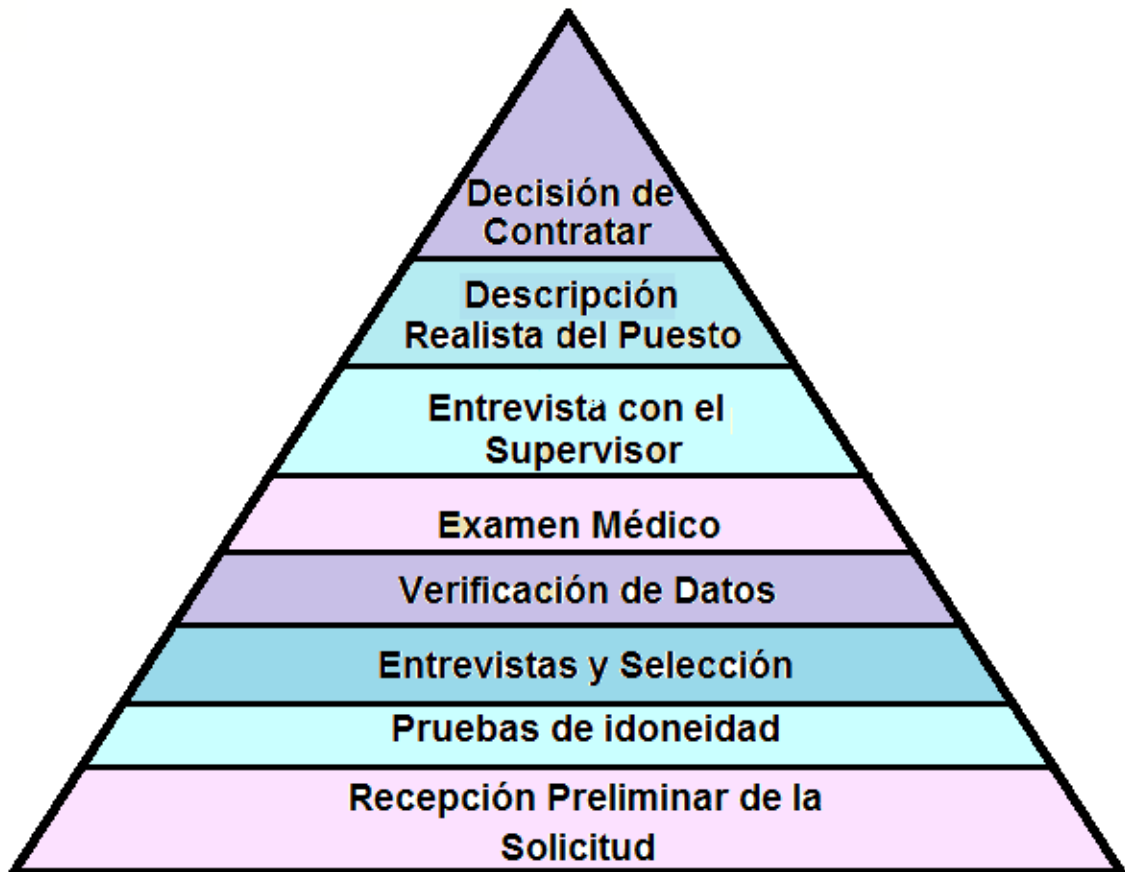 Decisión de
Contratar
Descripción
Realista del Puesto
Entrevista con el
Supervisor
Examen Médico
Verificación de Datos
Entrevistas y Selección
Pruebas de idoneidad
Recepción Preliminar de la
Solicitud